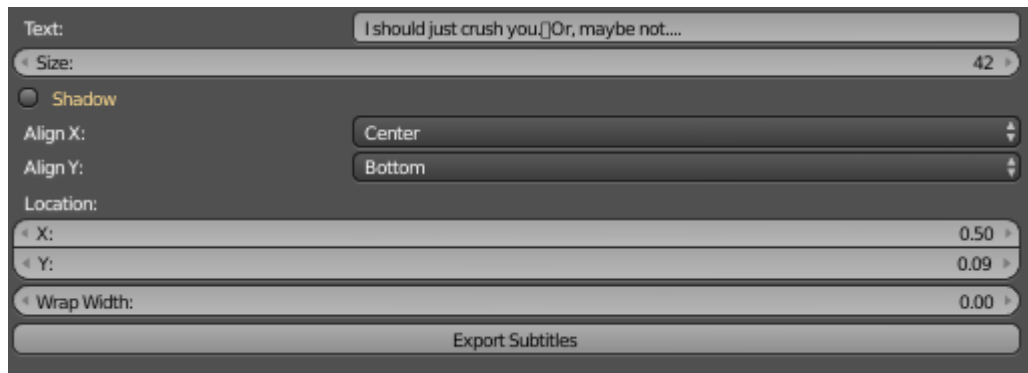 Text: I should just crush you.▯Or, maybe not....
Size: 42
Shadow
Align X: Center
Align Y: Bottom
Location:
X: 0.50
Y: 0.09
Wrap Width: 0.00
Export Subtitles